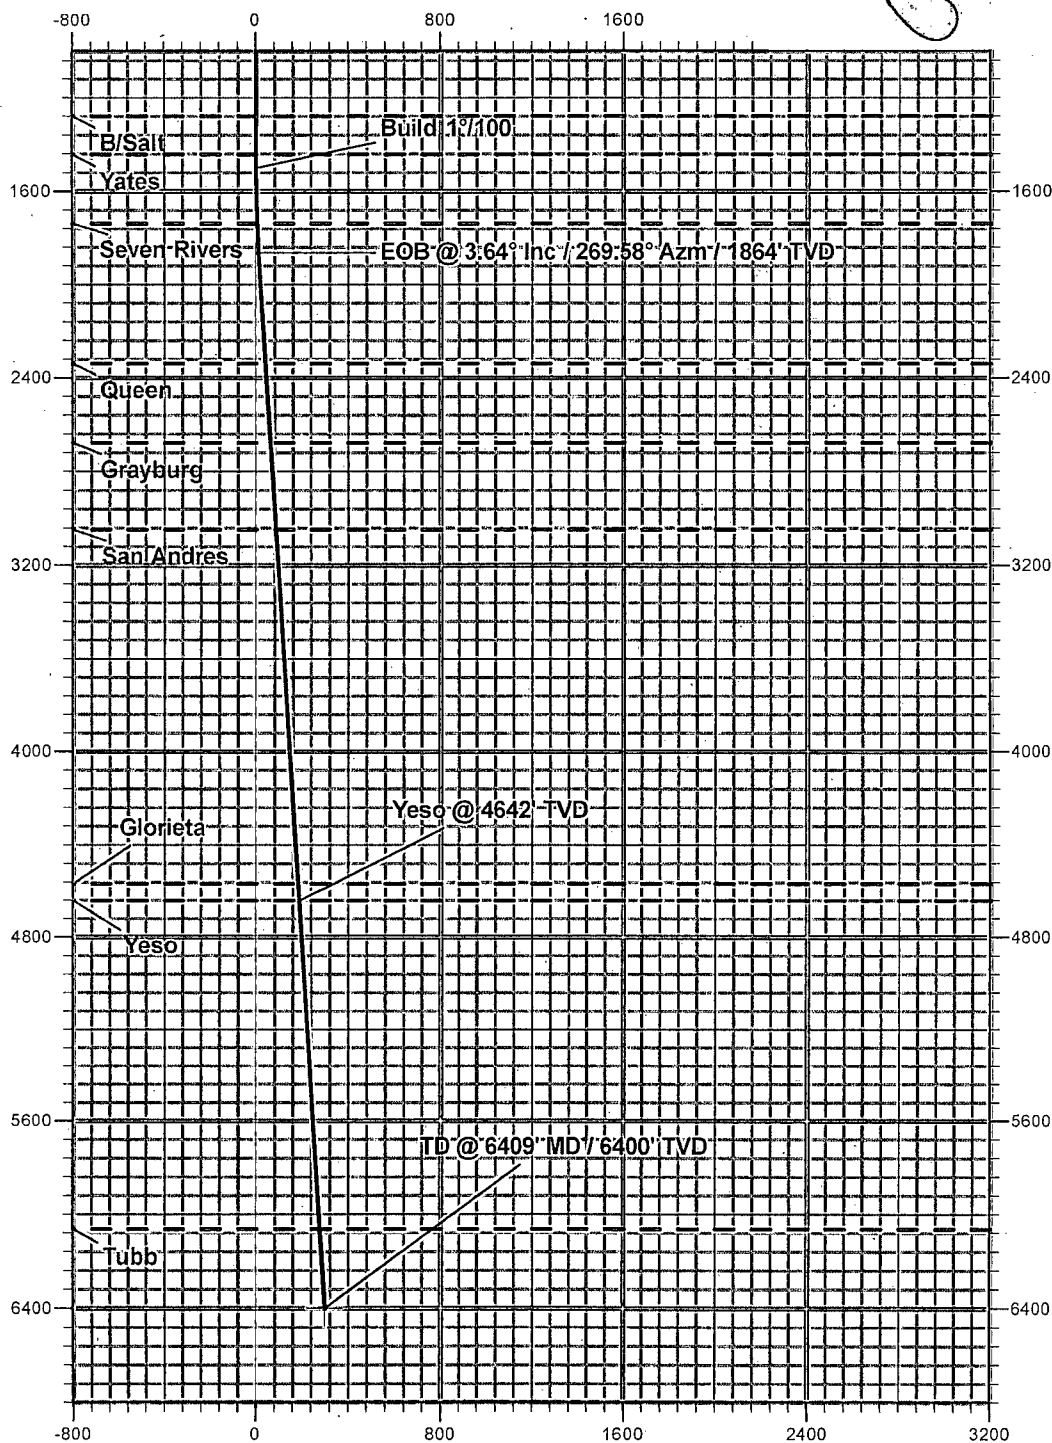 -800 0 800 1600
Build 1°/100
B/Salt
Yates
1600 1600
Seven Rivers EOB @ 3.64° Inc / 269.58° Azm / 1864' TVD
2400 2400
Queen
Grayburg
San Andres
3200 3200
4000 4000
Yeso @ 4642' TVD
Glorieta
4800 4800
Yeso
5600 5600
TD @ 6409' MD / 6400' TVD
Tubb
6400 6400
-800 0 800 1600 2400 3200